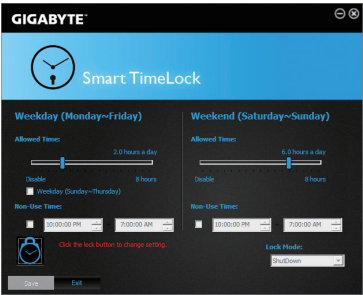 GIGABYTE™
Smart TimeLock
Weekday (Monday~Friday)
Allowed Time:
2.0 hours a day
Disable 8 hours
Weekday (Sunday~Thursday)
Non-Use Time:
10:00:00 PM ~ 7:00:00 AM
Click the lock button to change setting.
Weekend (Saturday~Sunday)
Allowed Time:
6.0 hours a day
Disable 8 hours
Non-Use Time:
10:00:00 PM ~ 7:00:00 AM
Lock Mode:
ShutDown
Save Exit